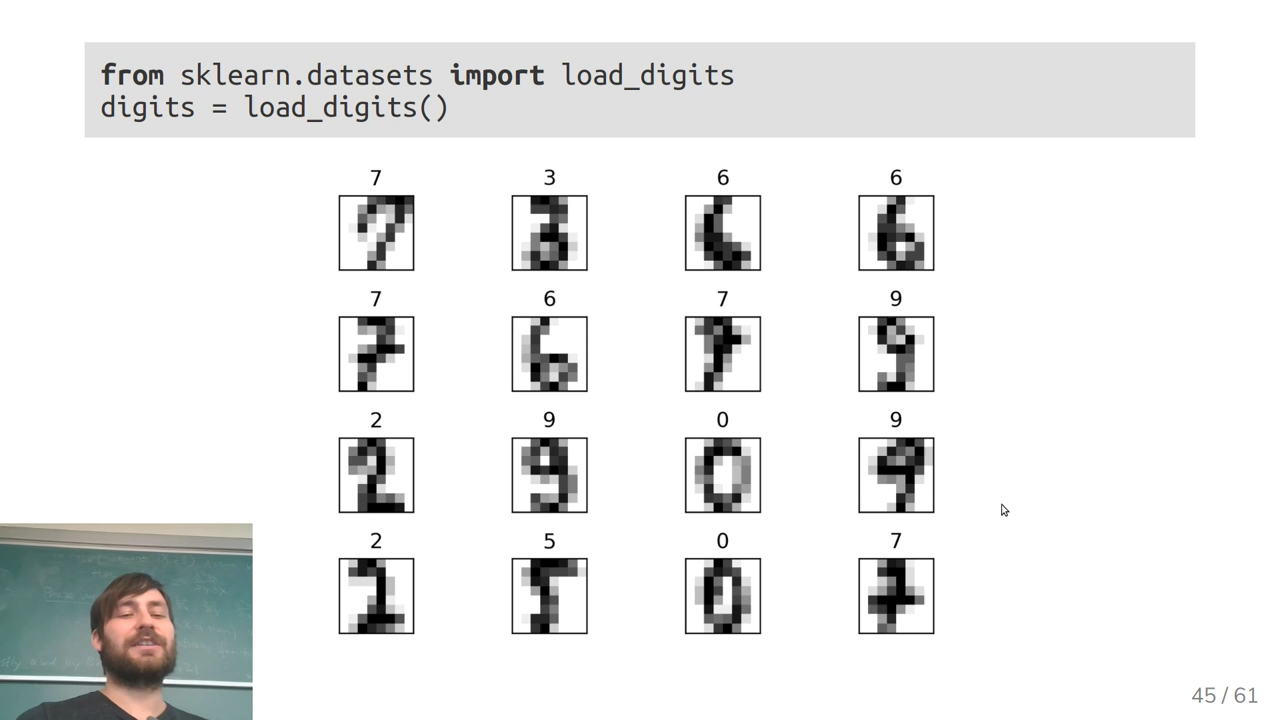 from sklearn.datasets import load_digits
digits = load_digits()
7 3 6 6
7 6 7 9
2 9 0 9
2 5 0 7
45 / 61